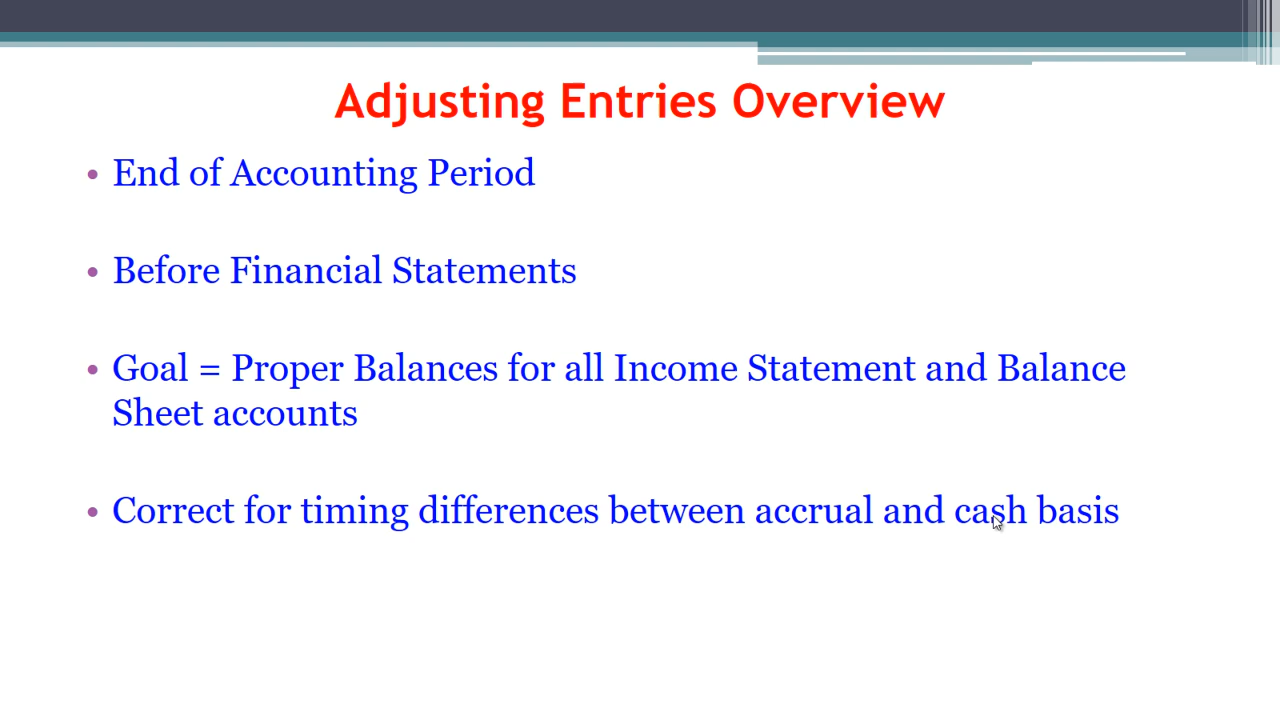 Adjusting Entries Overview
• End of Accounting Period
• Before Financial Statements
• Goal = Proper Balances for all Income Statement and Balance
Sheet accounts
• Correct for timing differences between accrual and cash basis